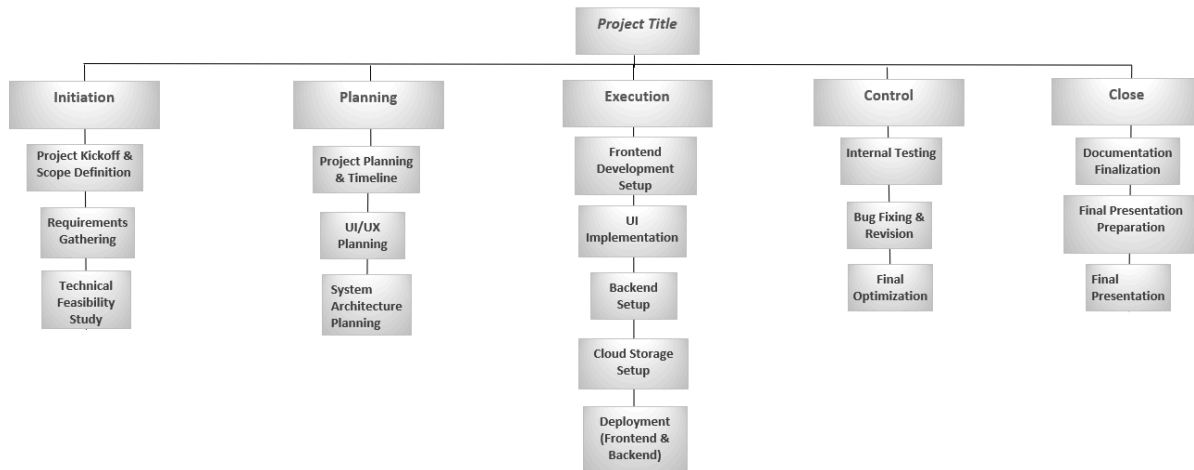 Project Title
Initiation
Planning
Execution
Control
Close
Project Kickoff &
Scope Definition
Requirements
Gathering
Technical
Feasibility
Study
Project Planning
& Timeline
UI/UX
Planning
System
Architecture
Planning
Frontend
Development
Setup
UI
Implementation
Backend
Setup
Cloud Storage
Setup
Deployment
(Frontend &
Backend)
Internal Testing
Bug Fixing &
Revision
Final
Optimization
Documentation
Finalization
Final Presentation
Preparation
Final
Presentation